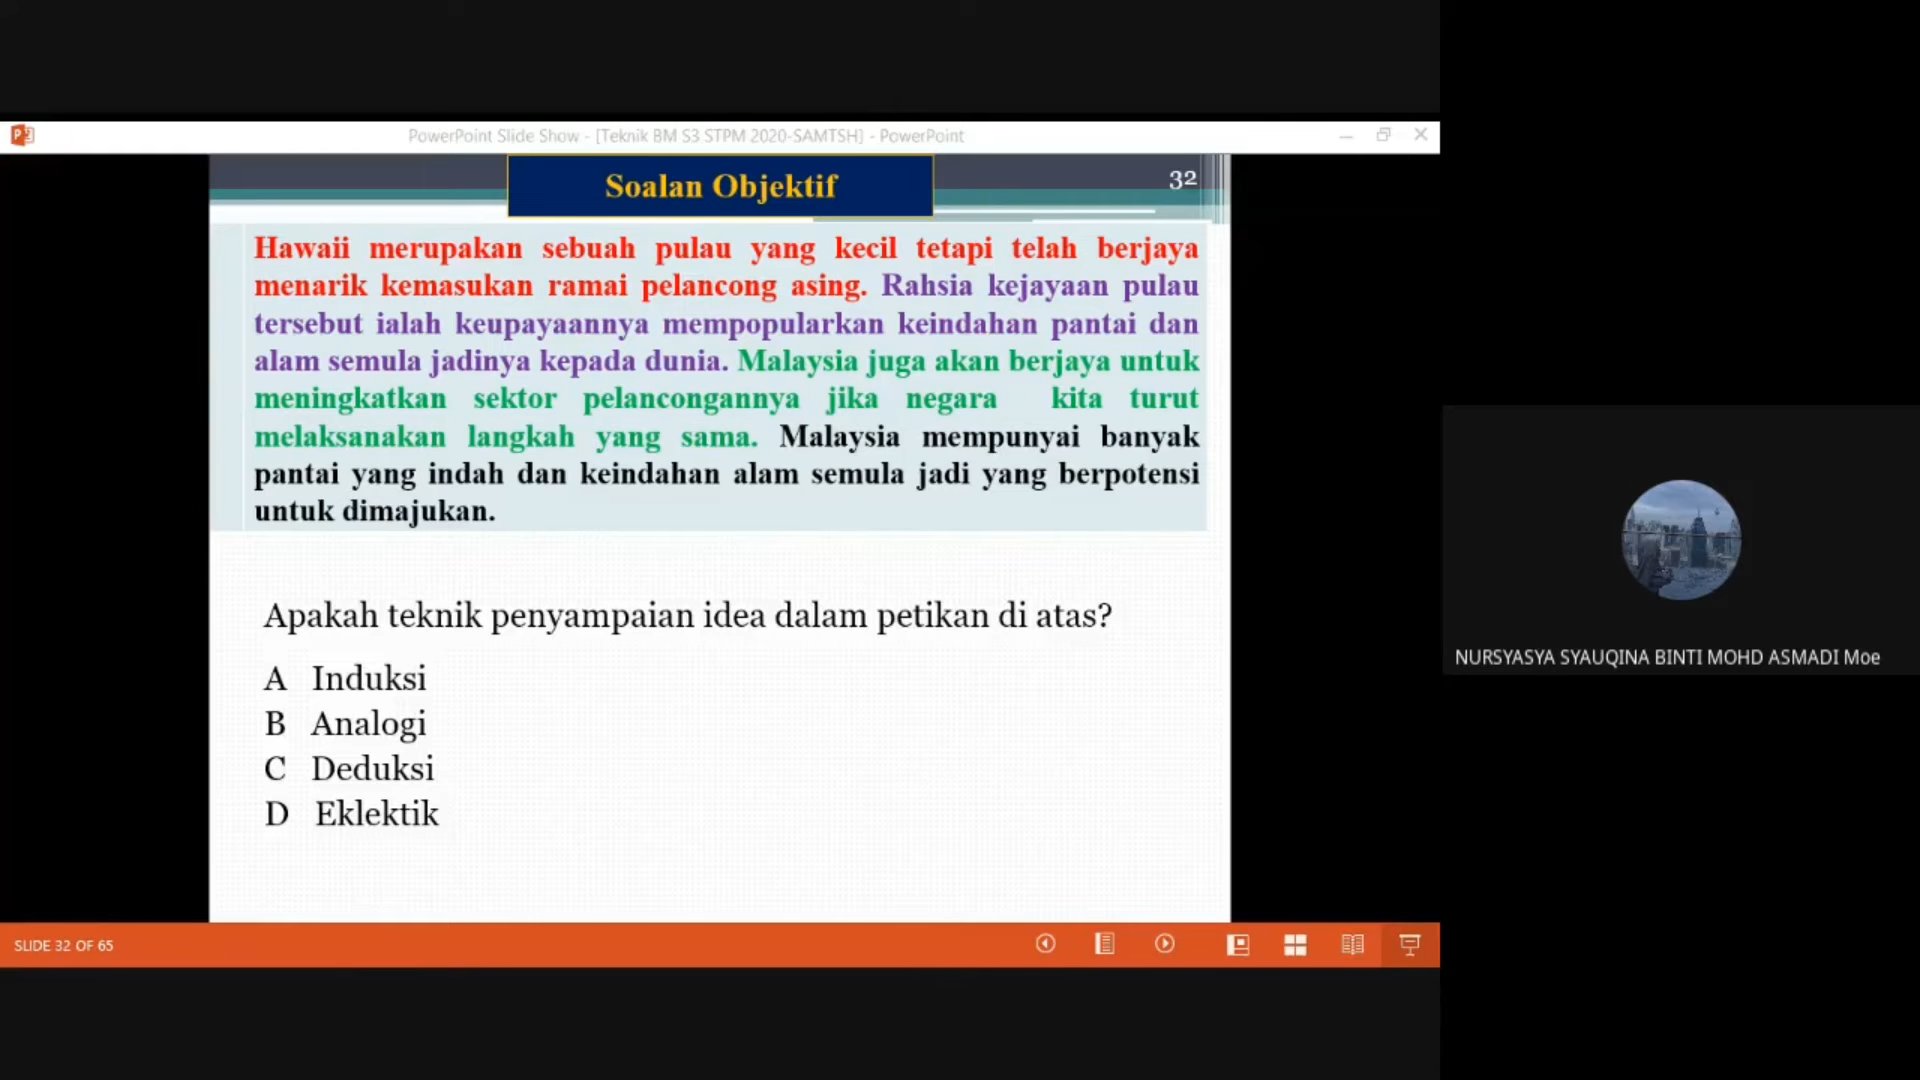 PowerPoint Slide Show - [Teknik BM S3 STPM 2020-SAMTSH] - PowerPoint
Soalan Objektif
32
Hawaii merupakan sebuah pulau yang kecil tetapi telah berjaya
menarik kemasukan ramai pelancong asing. Rahsia kejayaan pulau
tersebut ialah keupayaannya mempopularkan keindahan pantai dan
alam semula jadinya kepada dunia. Malaysia juga akan berjaya untuk
meningkatkan sektor pelancongannya jika negara kita turut
melaksanakan langkah yang sama. Malaysia mempunyai banyak
pantai yang indah dan keindahan alam semula jadi yang berpotensi
untuk dimajukan.
Apakah teknik penyampaian idea dalam petikan di atas?
A Induksi
B Analogi
C Deduksi
D Eklektik
NURSYASYA SYAUQINA BINTI MOHD ASMADI Moe
SLIDE 32 OF 65